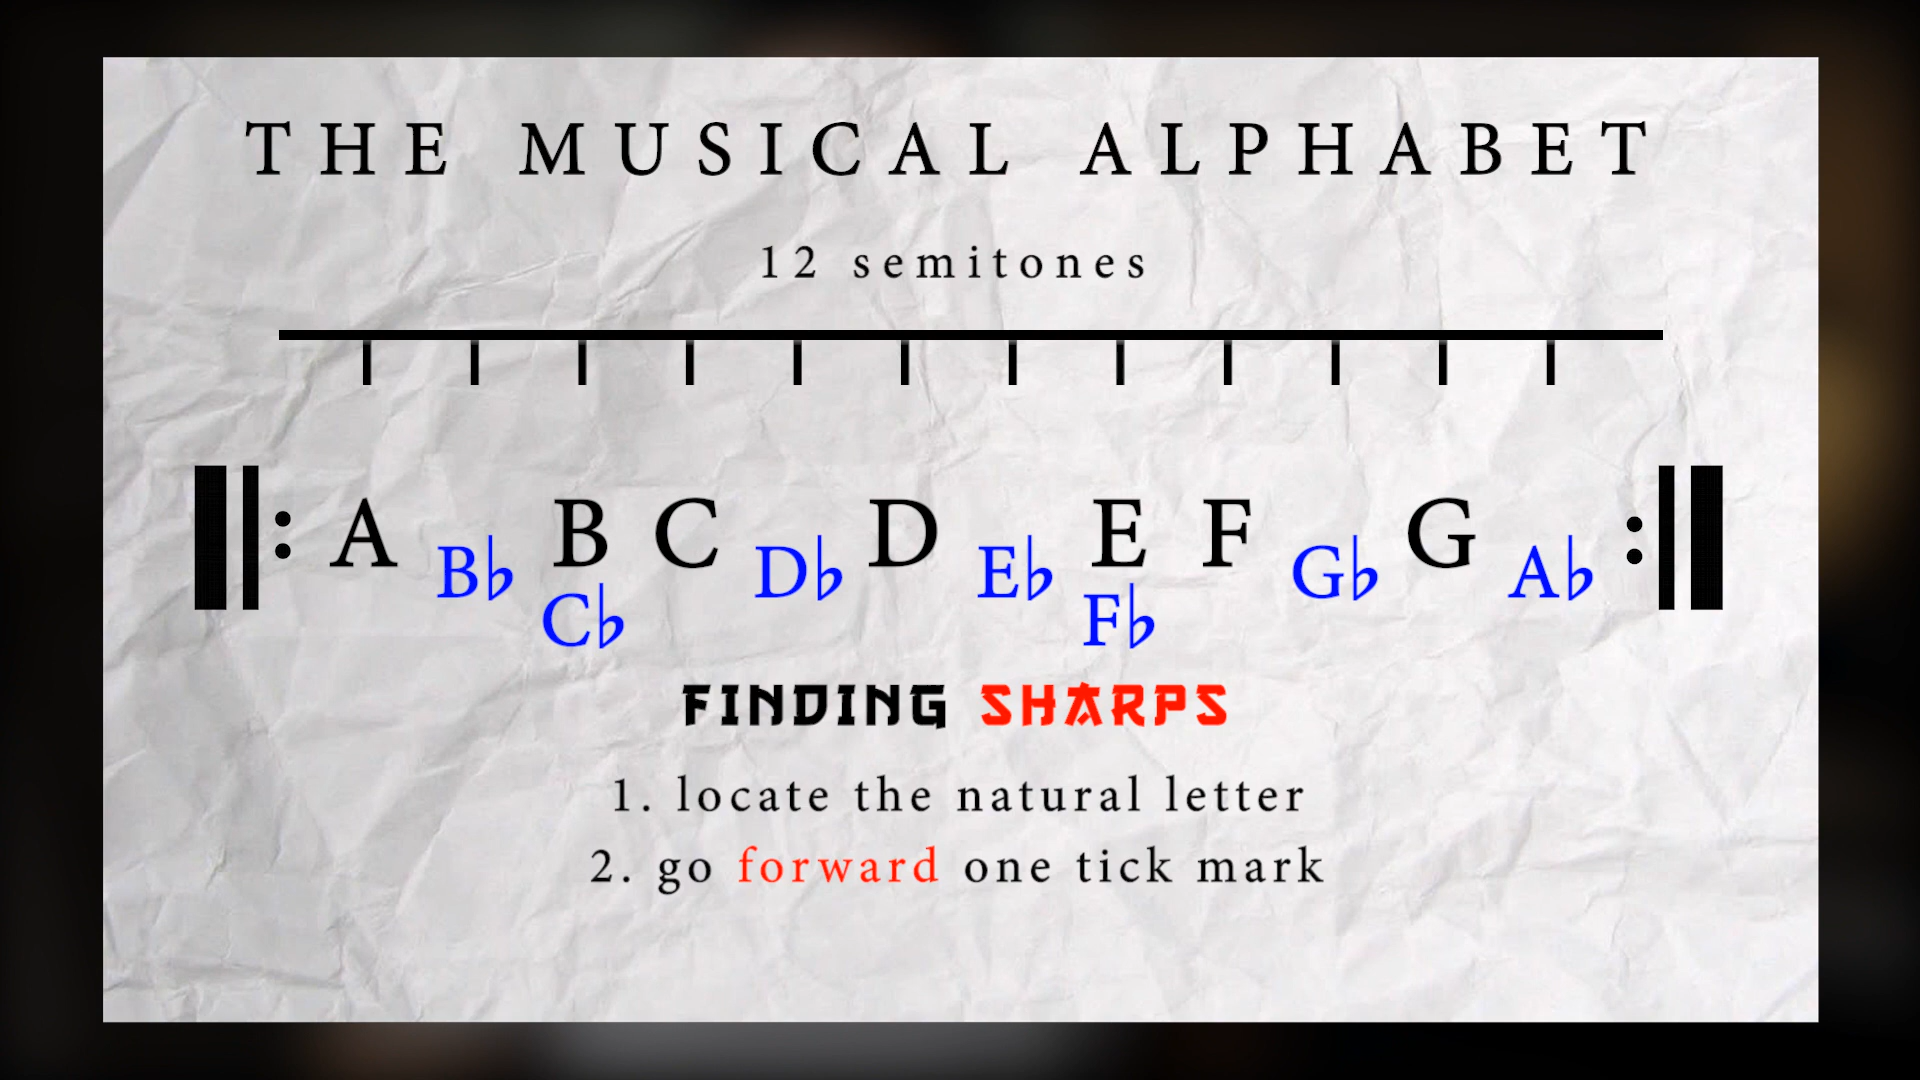 THE MUSICAL ALPHABET
12 semitones
A B C D E F G
B♭ D♭ E♭ G♭ A♭
C♭ F♭
FINDING SHARPS
1. locate the natural letter
2. go forward one tick mark